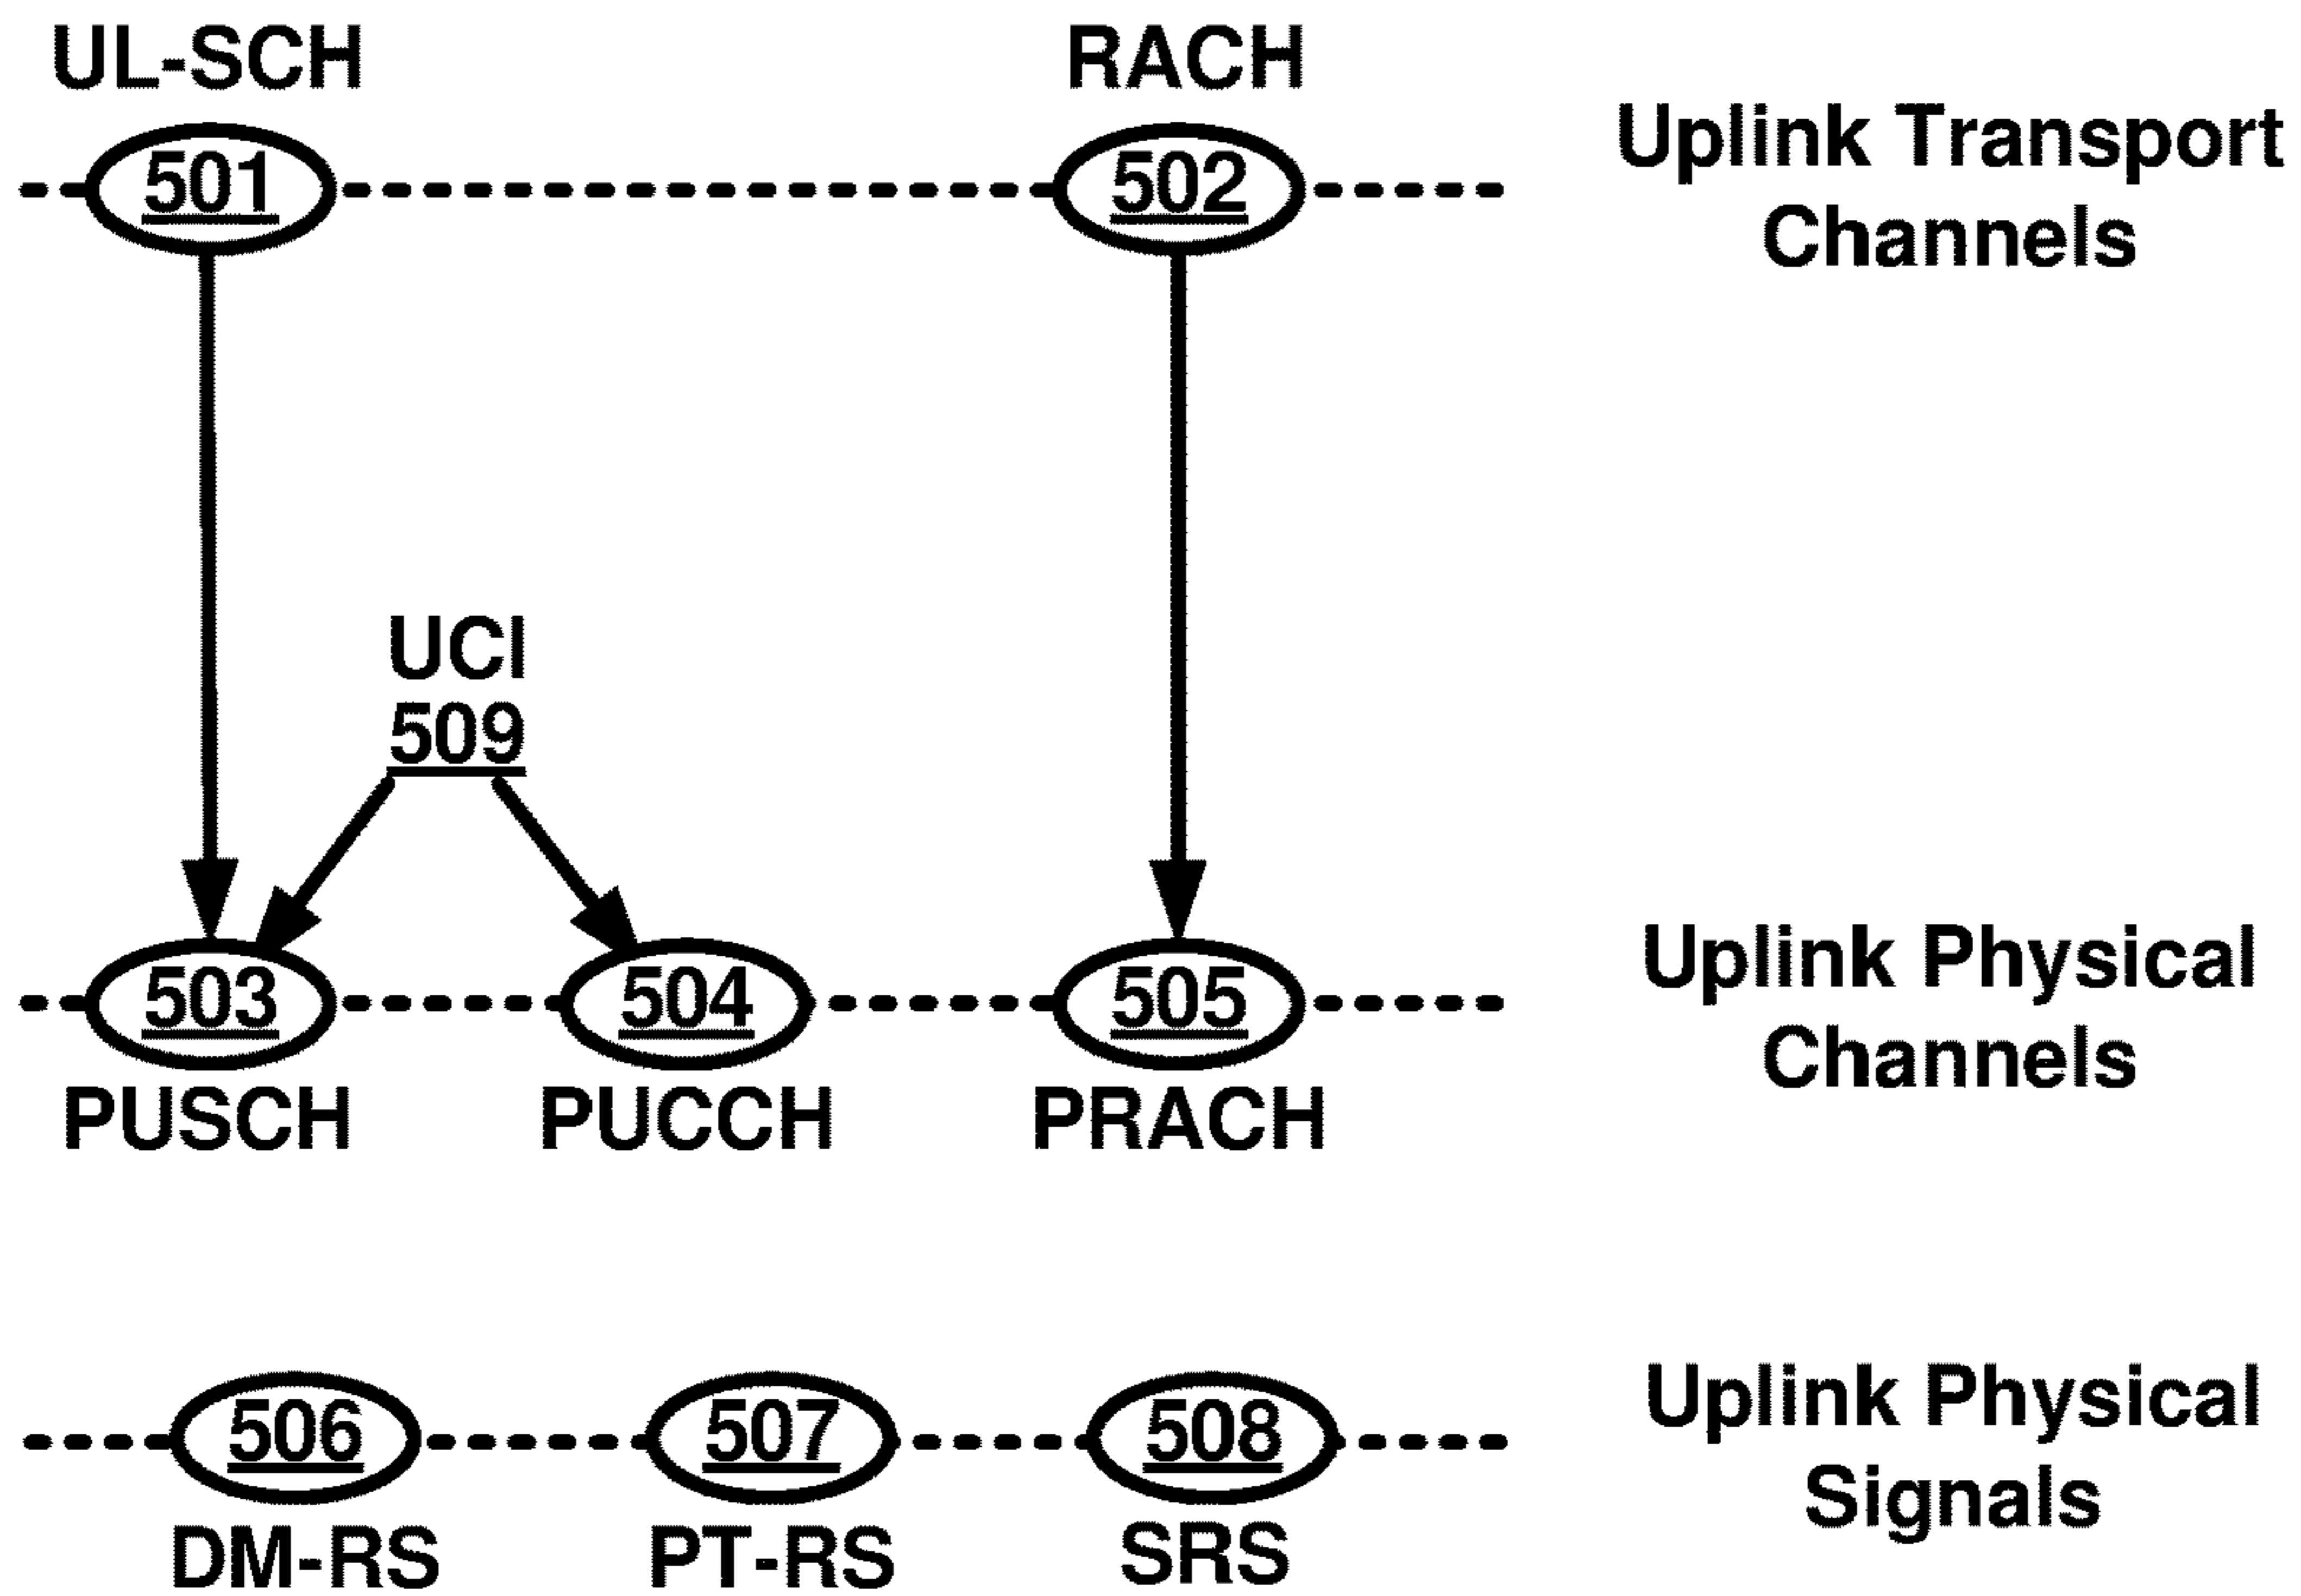 UL-SCH
RACH
501
502
Uplink Transport
Channels
UCI
509
503
504
505
Uplink Physical
Channels
PUSCH
PUCCH
PRACH
506
507
508
Uplink Physical
Signals
DM-RS
PT-RS
SRS